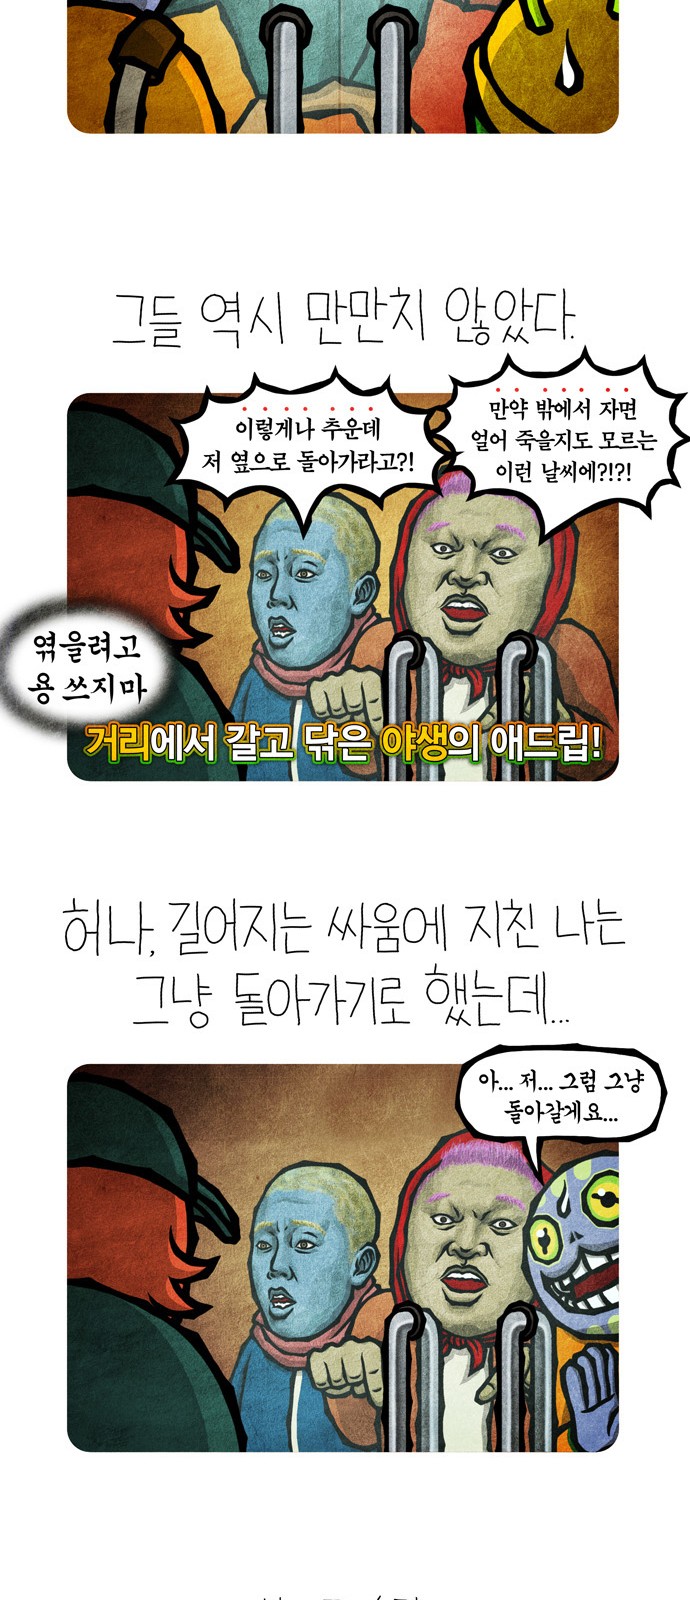 그들 역시 만만치 않았다.
이렇게나 추운데
저 옆으로 돌아가라고?!
만약 밖에서 자면
얼어 죽을지도 모르는
이런 날씨에?!?!
엮을려고
용 쓰지마
거리에서 갈고 닦은 야생의 애드립!
허나, 길어지는 싸움에 지친 나는
그냥 돌아가기로 했는데...
아... 저... 그럼 그냥
돌아갈게요...